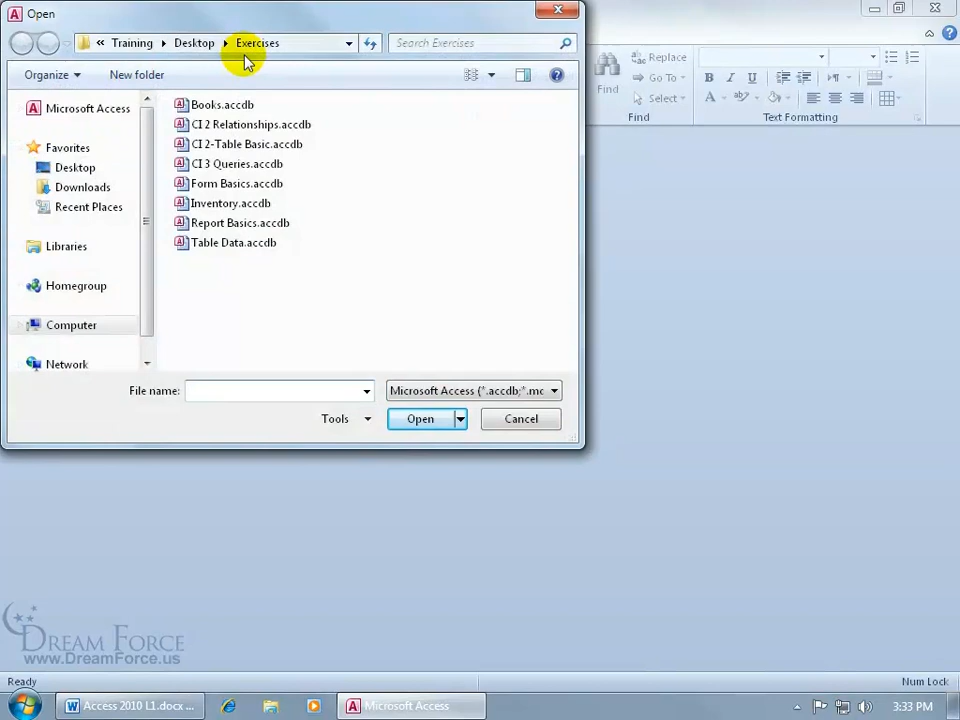 Open
« Training Desktop Exercises
Search Exercises
Organize
New folder
Microsoft Access
Favorites
Desktop
Downloads
Recent Places
Libraries
Homegroup
Computer
Network
Books.accdb
CI 2 Relationships.accdb
CI 2-Table Basic.accdb
CI 3 Queries.accdb
Form Basics.accdb
Inventory.accdb
Report Basics.accdb
Table Data.accdb
File name:
Microsoft Access (*.accdb;*.mc
Tools
Open
Cancel
Find
Replace
Go To
Select
Find
B I U
Text Formatting
DREAM FORCE
www.DreamForce.us
Ready
Num Lock
Access 2010 L1.docx ...
Microsoft Access
3:33 PM